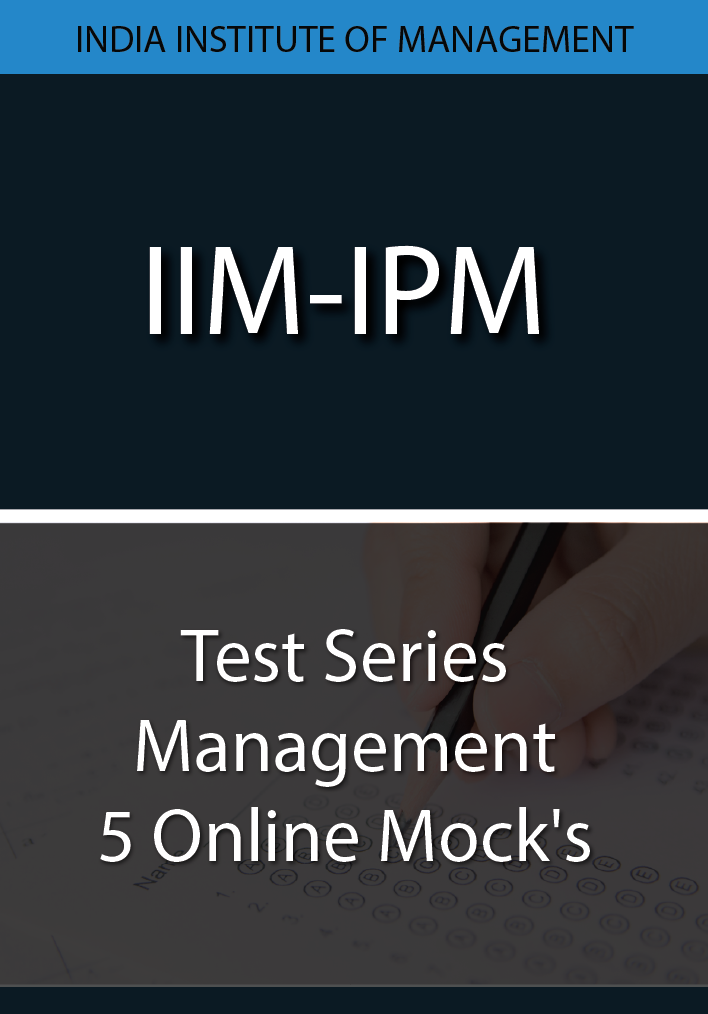 INDIA INSTITUTE OF MANAGEMENT
IIM-IPM
Test Series
Management
5 Online Mock's